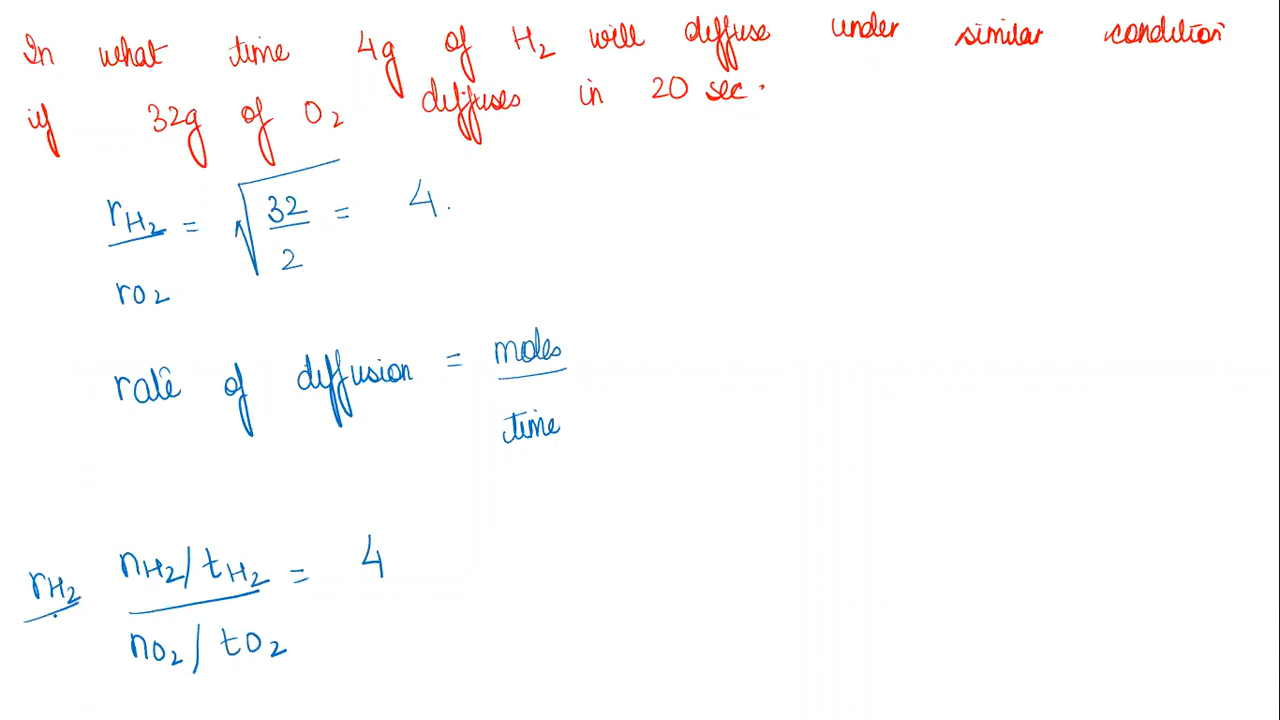 In what time 4g of H₂ will diffuse under similar condition
if 32g of O₂ diffuses in 20 sec.
rH₂/rO₂ = √(32/2) = 4.
rate of diffusion = moles/time
rH₂ (nH₂/tH₂)/(nO₂/tO₂) = 4